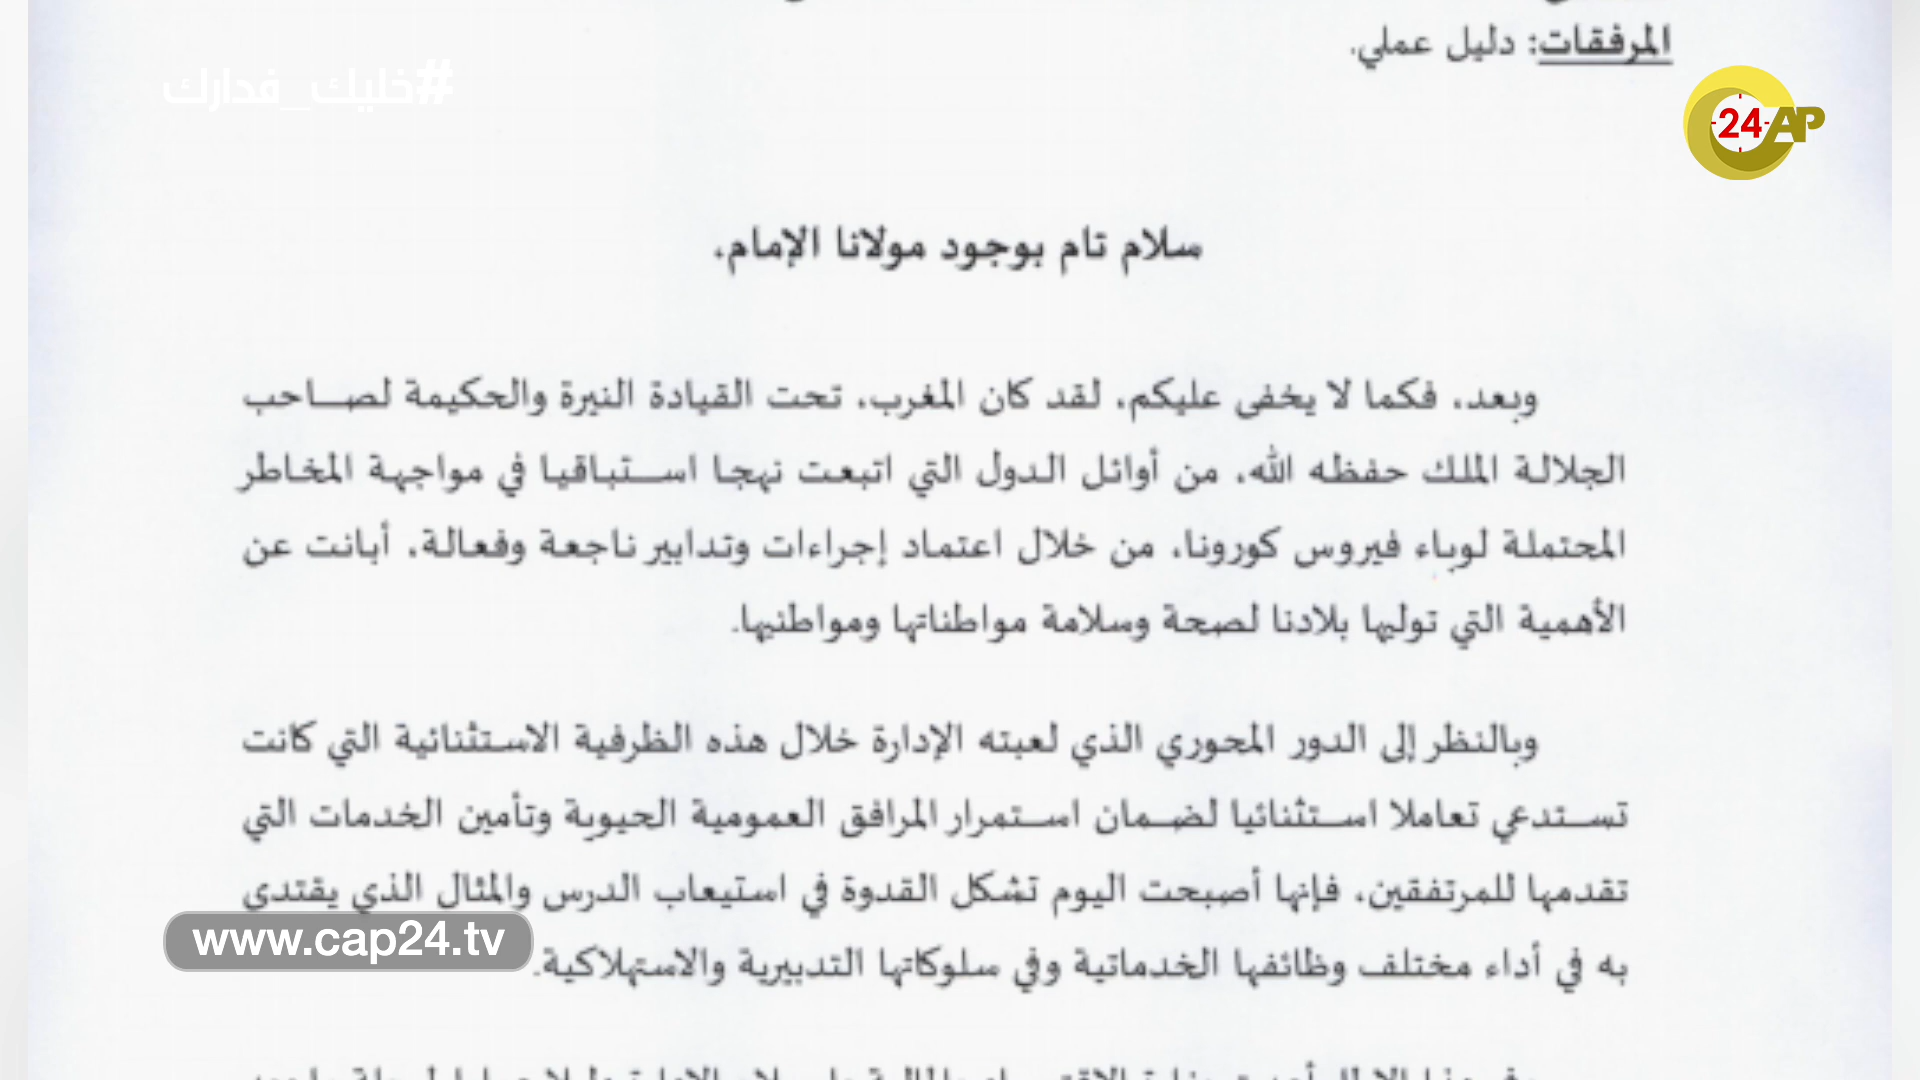 المرفقات: دليل عملي.
#خليك_فدارك
24AP
سلام تام بوجود مولانا الإمام،
وبعد، فكما لا يخفى عليكم، لقد كان المغرب، تحت القيادة النيرة والحكيمة لصاحب
الجلالة الملك حفظه الله، من أوائل الدول التي اتبعت نهجا استباقيا في مواجهة المخاطر
المحتملة لوباء فيروس كورونا، من خلال اعتماد إجراءات وتدابير ناجعة وفعالة، أبانت عن
الأهمية التي توليها بلادنا لصحة وسلامة مواطناتها ومواطنيها.
وبالنظر إلى الدور المحوري الذي لعبته الإدارة خلال هذه الظرفية الاستثنائية التي كانت
تستدعي تعاملا استثنائيا لضمان استمرار المرافق العمومية الحيوية وتأمين الخدمات التي
تقدمها للمرتفقين، فإنها أصبحت اليوم تشكل القدوة في استيعاب الدرس والمثال الذي يقتدى
به في أداء مختلف وظائفها الخدماتية وفي سلوكاتها التدبيرية والاستهلاكية.
www.cap24.tv